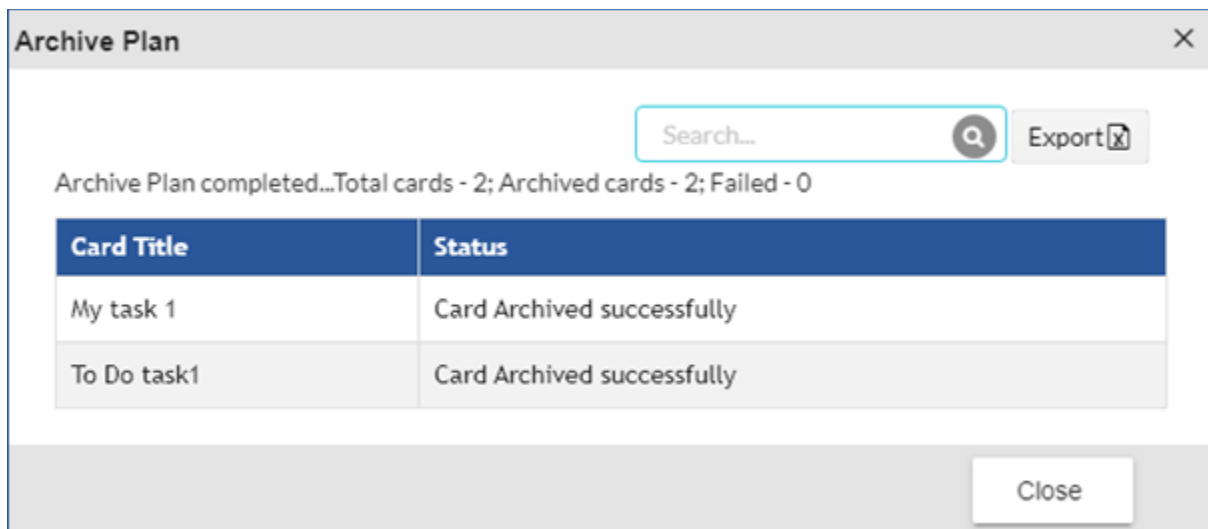 Archive Plan
Search...
Export
Archive Plan completed...Total cards - 2; Archived cards - 2; Failed - 0
Card Title Status
My task 1 Card Archived successfully
To Do task1 Card Archived successfully
Close